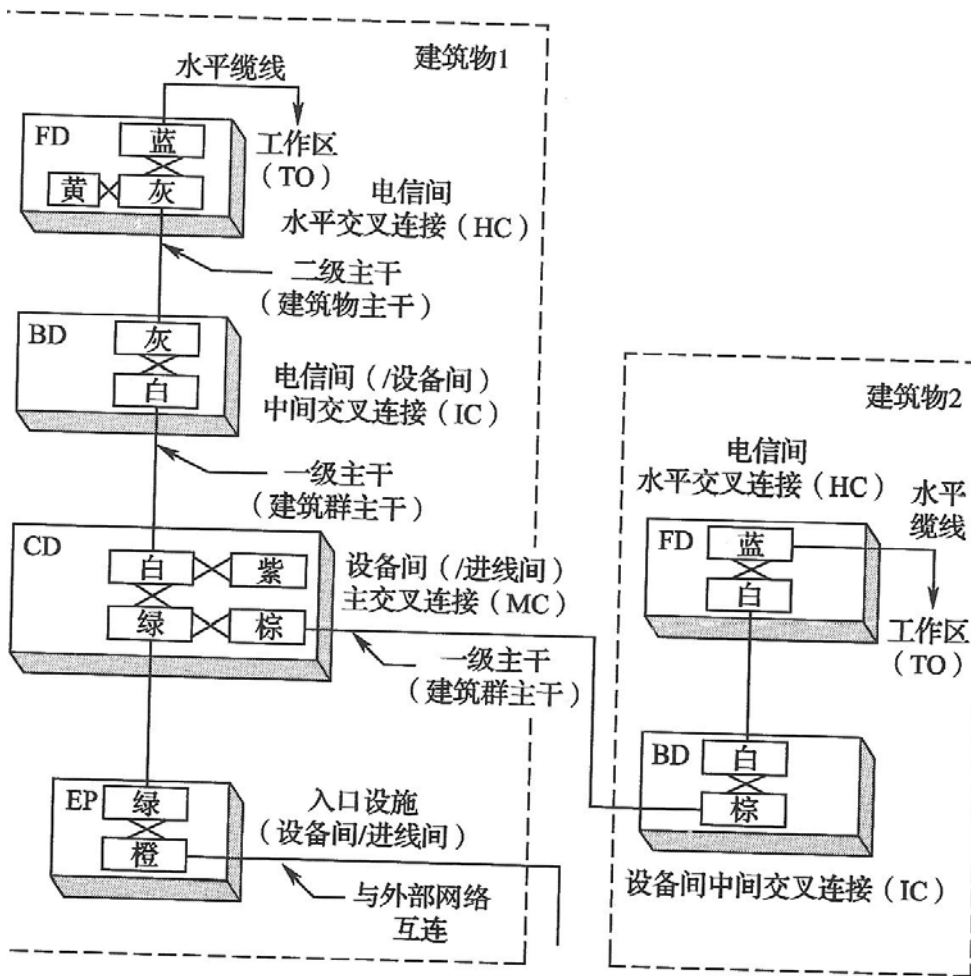 建筑物1
水平缆线
FD
蓝
黄
灰
工作区
（TO）
电信间
水平交叉连接（HC）
二级主干
（建筑物主干）
BD
灰
白
电信间（/设备间）
中间交叉连接（IC）
一级主干
（建筑群主干）
CD
白
紫
绿
棕
设备间（/进线间）
主交叉连接（MC）
一级主干
（建筑群主干）
EP
绿
橙
入口设施
（设备间/进线间）
与外部网络
互连
建筑物2
电信间
水平交叉连接（HC）
水平
缆线
FD
蓝
白
工作区
（TO）
BD
白
棕
设备间中间交叉连接（IC）